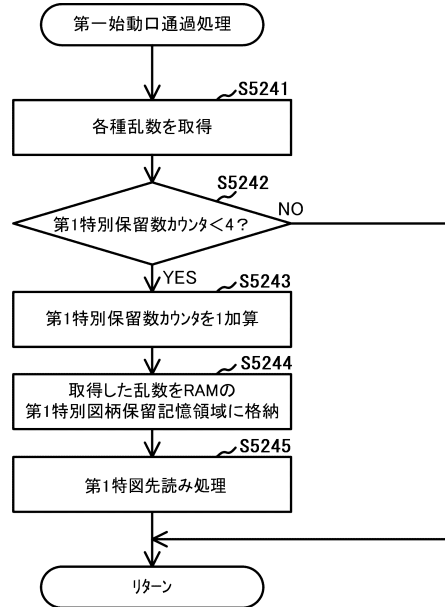 第一始動口通過処理
S5241
各種乱数を取得
S5242
第1特別保留数カウンタ<4?
NO
YES
S5243
第1特別保留数カウンタを1加算
S5244
取得した乱数をRAMの
第1特別図柄保留記憶領域に格納
S5245
第1特図先読み処理
リターン